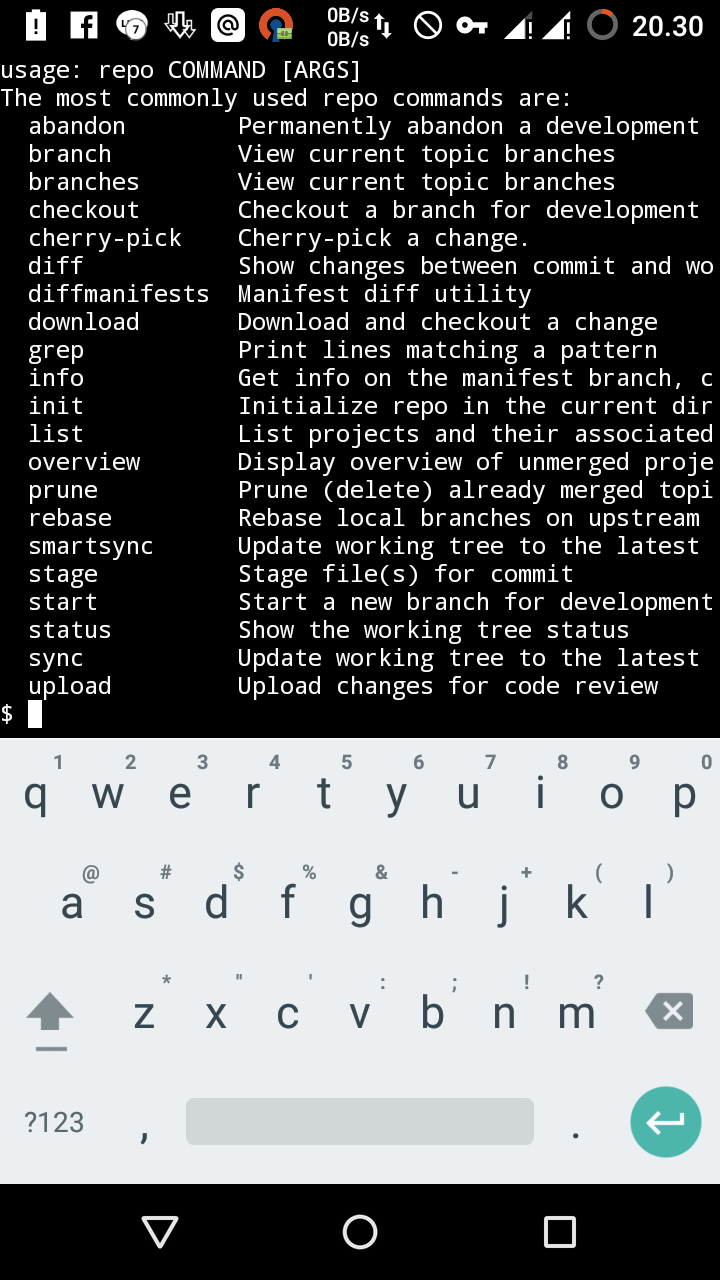 0B/s
0B/s
7
20.30
usage: repo COMMAND [ARGS]
The most commonly used repo commands are:
abandon Permanently abandon a development
branch View current topic branches
branches View current topic branches
checkout Checkout a branch for development
cherry-pick Cherry-pick a change.
diff Show changes between commit and wo
diffmanifests Manifest diff utility
download Download and checkout a change
grep Print lines matching a pattern
info Get info on the manifest branch, c
init Initialize repo in the current dir
list List projects and their associated
overview Display overview of unmerged proje
prune Prune (delete) already merged topi
rebase Rebase local branches on upstream
smartsync Update working tree to the latest
stage Stage file(s) for commit
start Start a new branch for development
status Show the working tree status
sync Update working tree to the latest
upload Upload changes for code review
$
1 2 3 4 5 6 7 8 9 0
q w e r t y u i o p
@ # $ % & - + ( )
a s d f g h j k l
* " ' : ; ! ?
z x c v b n m
?123 , .